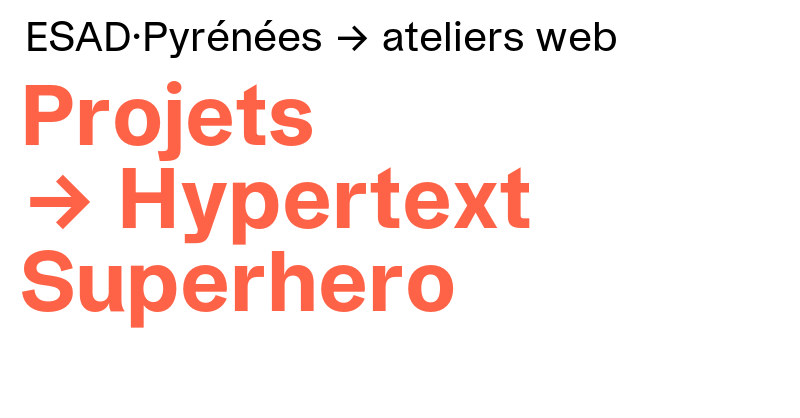 ESAD·Pyrénées → ateliers web
Projets
→ Hypertext
Superhero